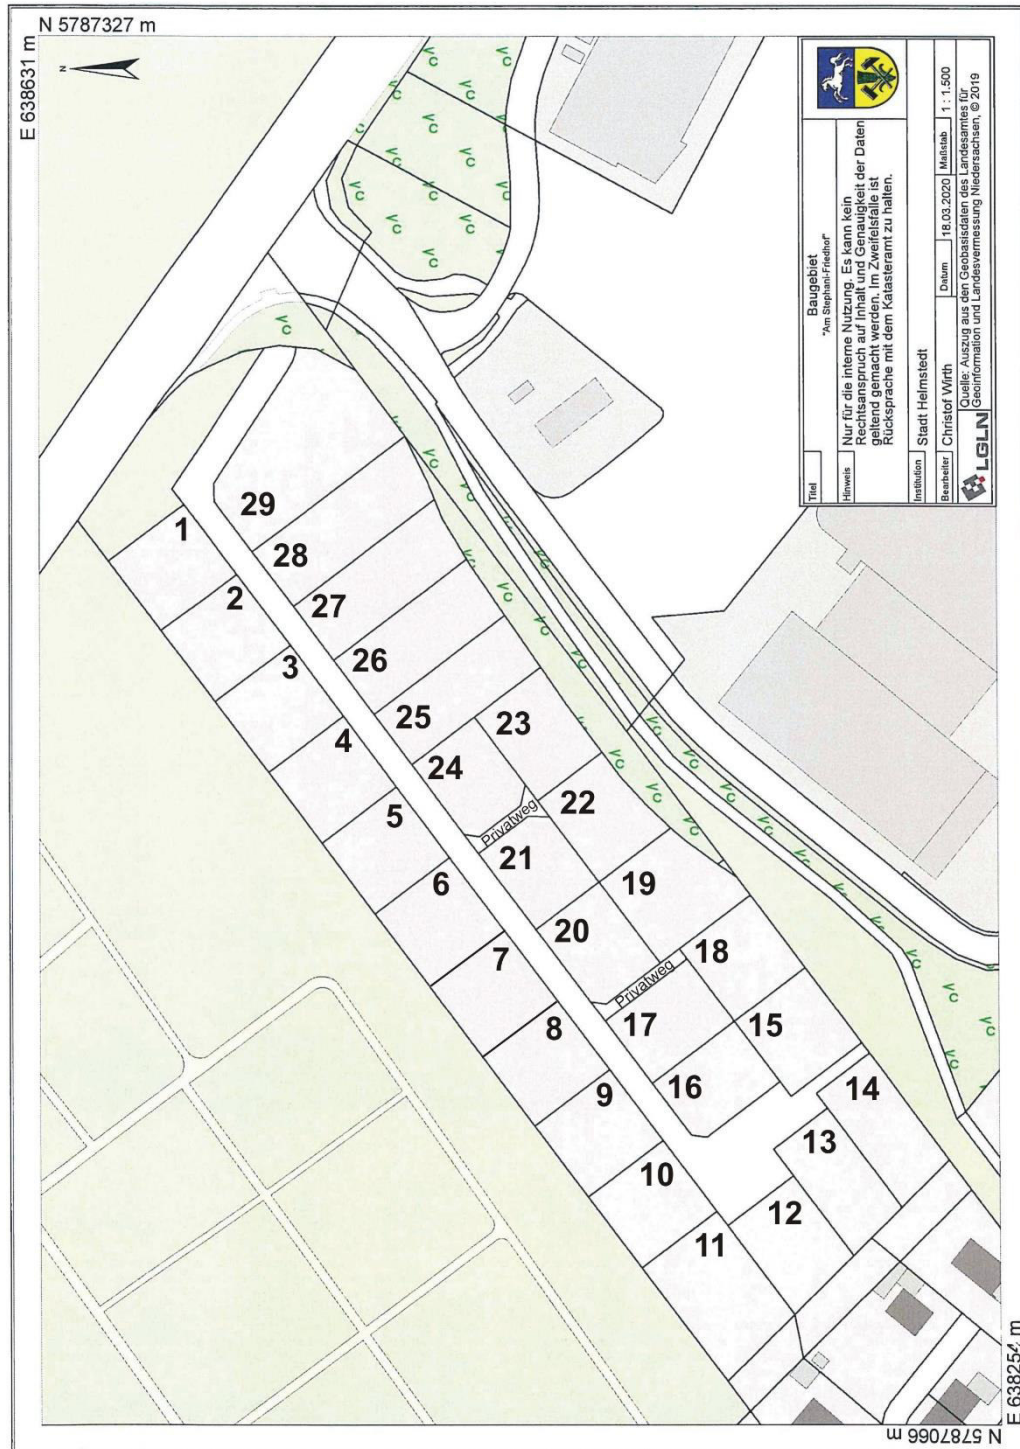 N 5787327 m
E 638631 m
N
1
2
3
4
5
6
7
8
9
10
11
12
13
14
15
16
17
18
19
20
21
22
23
24
25
26
27
28
29
Privatweg
Privatweg
Titel
Baugebiet
"Am Stephani-Friedhof"
Hinweis
Nur für die interne Nutzung. Es kann kein
Rechtsanspruch auf Inhalt und Genauigkeit der Daten
geltend gemacht werden. Im Zweifelsfalle ist
Rücksprache mit dem Katasteramt zu halten.
Institution Stadt Helmstedt
Bearbeiter Christof Wirth Datum 18.03.2020 Maßstab 1 : 1.500
LGLN
Quelle: Auszug aus den Geobasisdaten des Landesamtes für
Geoinformation und Landesvermessung Niedersachsen, © 2019
N 5787066 m
E 638254 m